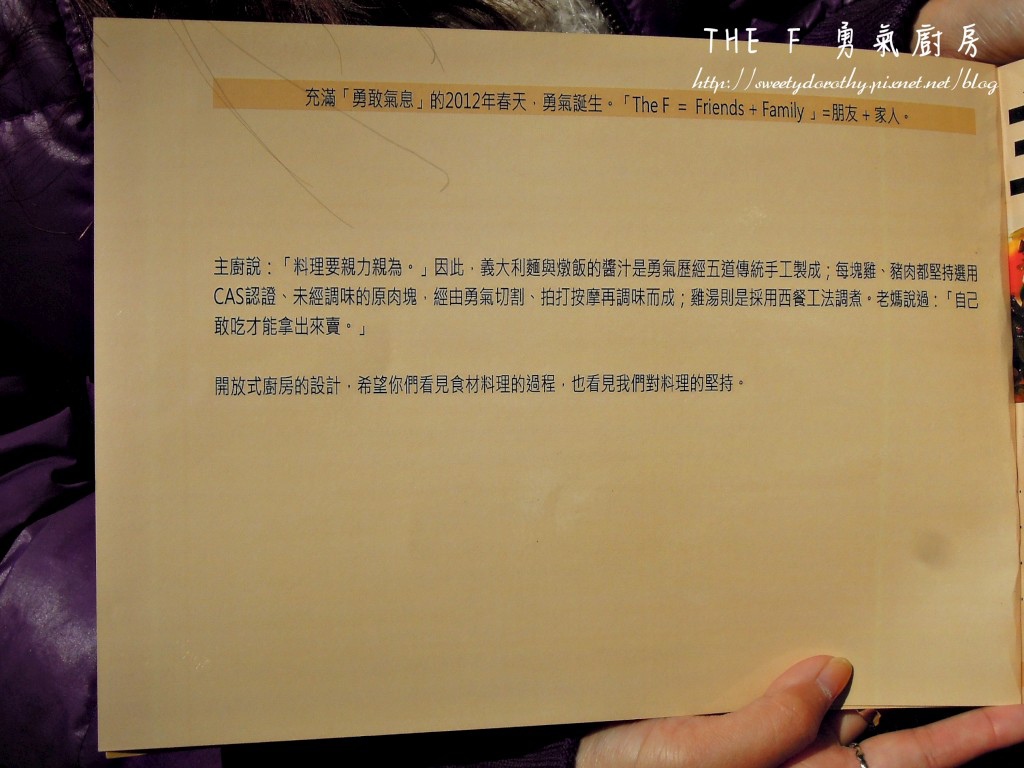 THE F 勇氣廚房
http://sweetydorothy.pixnet.net/blog
充滿「勇敢氣息」的2012年春天，勇氣誕生。「The F = Friends + Family 」=朋友 + 家人。
主廚說：「料理要親力親為。」因此，義大利麵與燉飯的醬汁是勇氣歷經五道傳統手工製成；每塊雞、豬肉都堅持選用
CAS認證、未經調味的原肉塊，經由勇氣切割、拍打按摩再調味而成；雞湯則是採用西餐工法調煮。老媽說過：「自己
敢吃才能拿出來賣。」
開放式廚房的設計，希望你們看見食材料理的過程，也看見我們對料理的堅持。